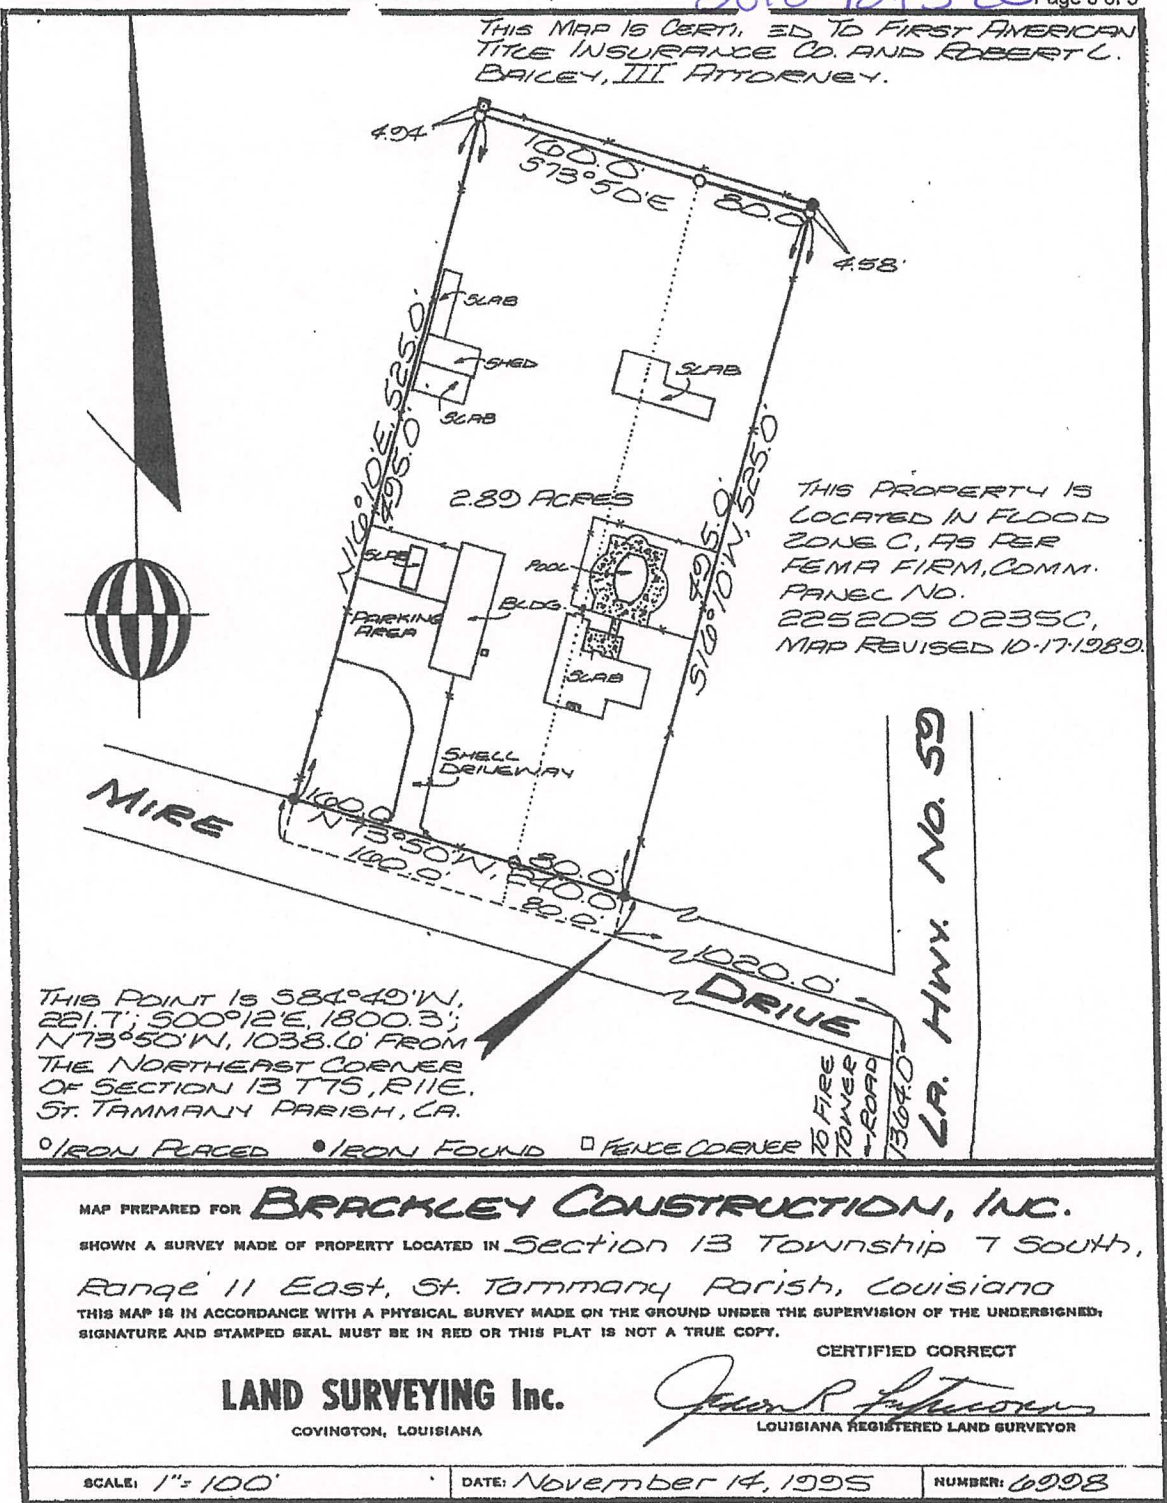 Page 3 of 5
THIS MAP IS CERTI, ED TO FIRST AMERICAN
TITLE INSURANCE CO. AND ROBERT L.
BAILEY, III ATTORNEY.
4.94'
160.0'
S73°50'E
80.0'
4.58'
SLAB
SHED
SLAB
SLAB
N16°10'E, 525.0'
495.0'
2.89 ACRES
495.0'
S16°10'W, 525.0'
THIS PROPERTY IS
LOCATED IN FLOOD
ZONE C, AS PER
FEMA FIRM, COMM.
PANEL NO.
225205 0235C,
MAP REVISED 10-17-1989.
SLAB
POOL
BLDG.
PARKING
AREA
SLAB
SHELL
DRIVEWAY
MIRE
160.0'
N73°50'W, 240.0'
80.0'
160.0'
80.0'
1020.0'
DRIVE
LA. HWY. NO. 59
TO FIRE
TOWER
ROAD
1364.0'
THIS POINT IS S84°49'W,
221.7'; S00°12'E, 1800.3';
N73°50'W, 1038.6' FROM
THE NORTHEAST CORNER
OF SECTION 13 T7S, R11E,
ST. TAMMANY PARISH, LA.
○ IRON PLACED ● IRON FOUND □ FENCE CORNER
MAP PREPARED FOR BRACKLEY CONSTRUCTION, INC.
SHOWN A SURVEY MADE OF PROPERTY LOCATED IN Section 13 Township 7 South,
Range 11 East, St. Tammany Parish, Louisiana
THIS MAP IS IN ACCORDANCE WITH A PHYSICAL SURVEY MADE ON THE GROUND UNDER THE SUPERVISION OF THE UNDERSIGNED;
SIGNATURE AND STAMPED SEAL MUST BE IN RED OR THIS PLAT IS NOT A TRUE COPY.
CERTIFIED CORRECT
LAND SURVEYING Inc.
COVINGTON, LOUISIANA
LOUISIANA REGISTERED LAND SURVEYOR
SCALE: 1"= 100'
DATE: November 14, 1995
NUMBER: 6998